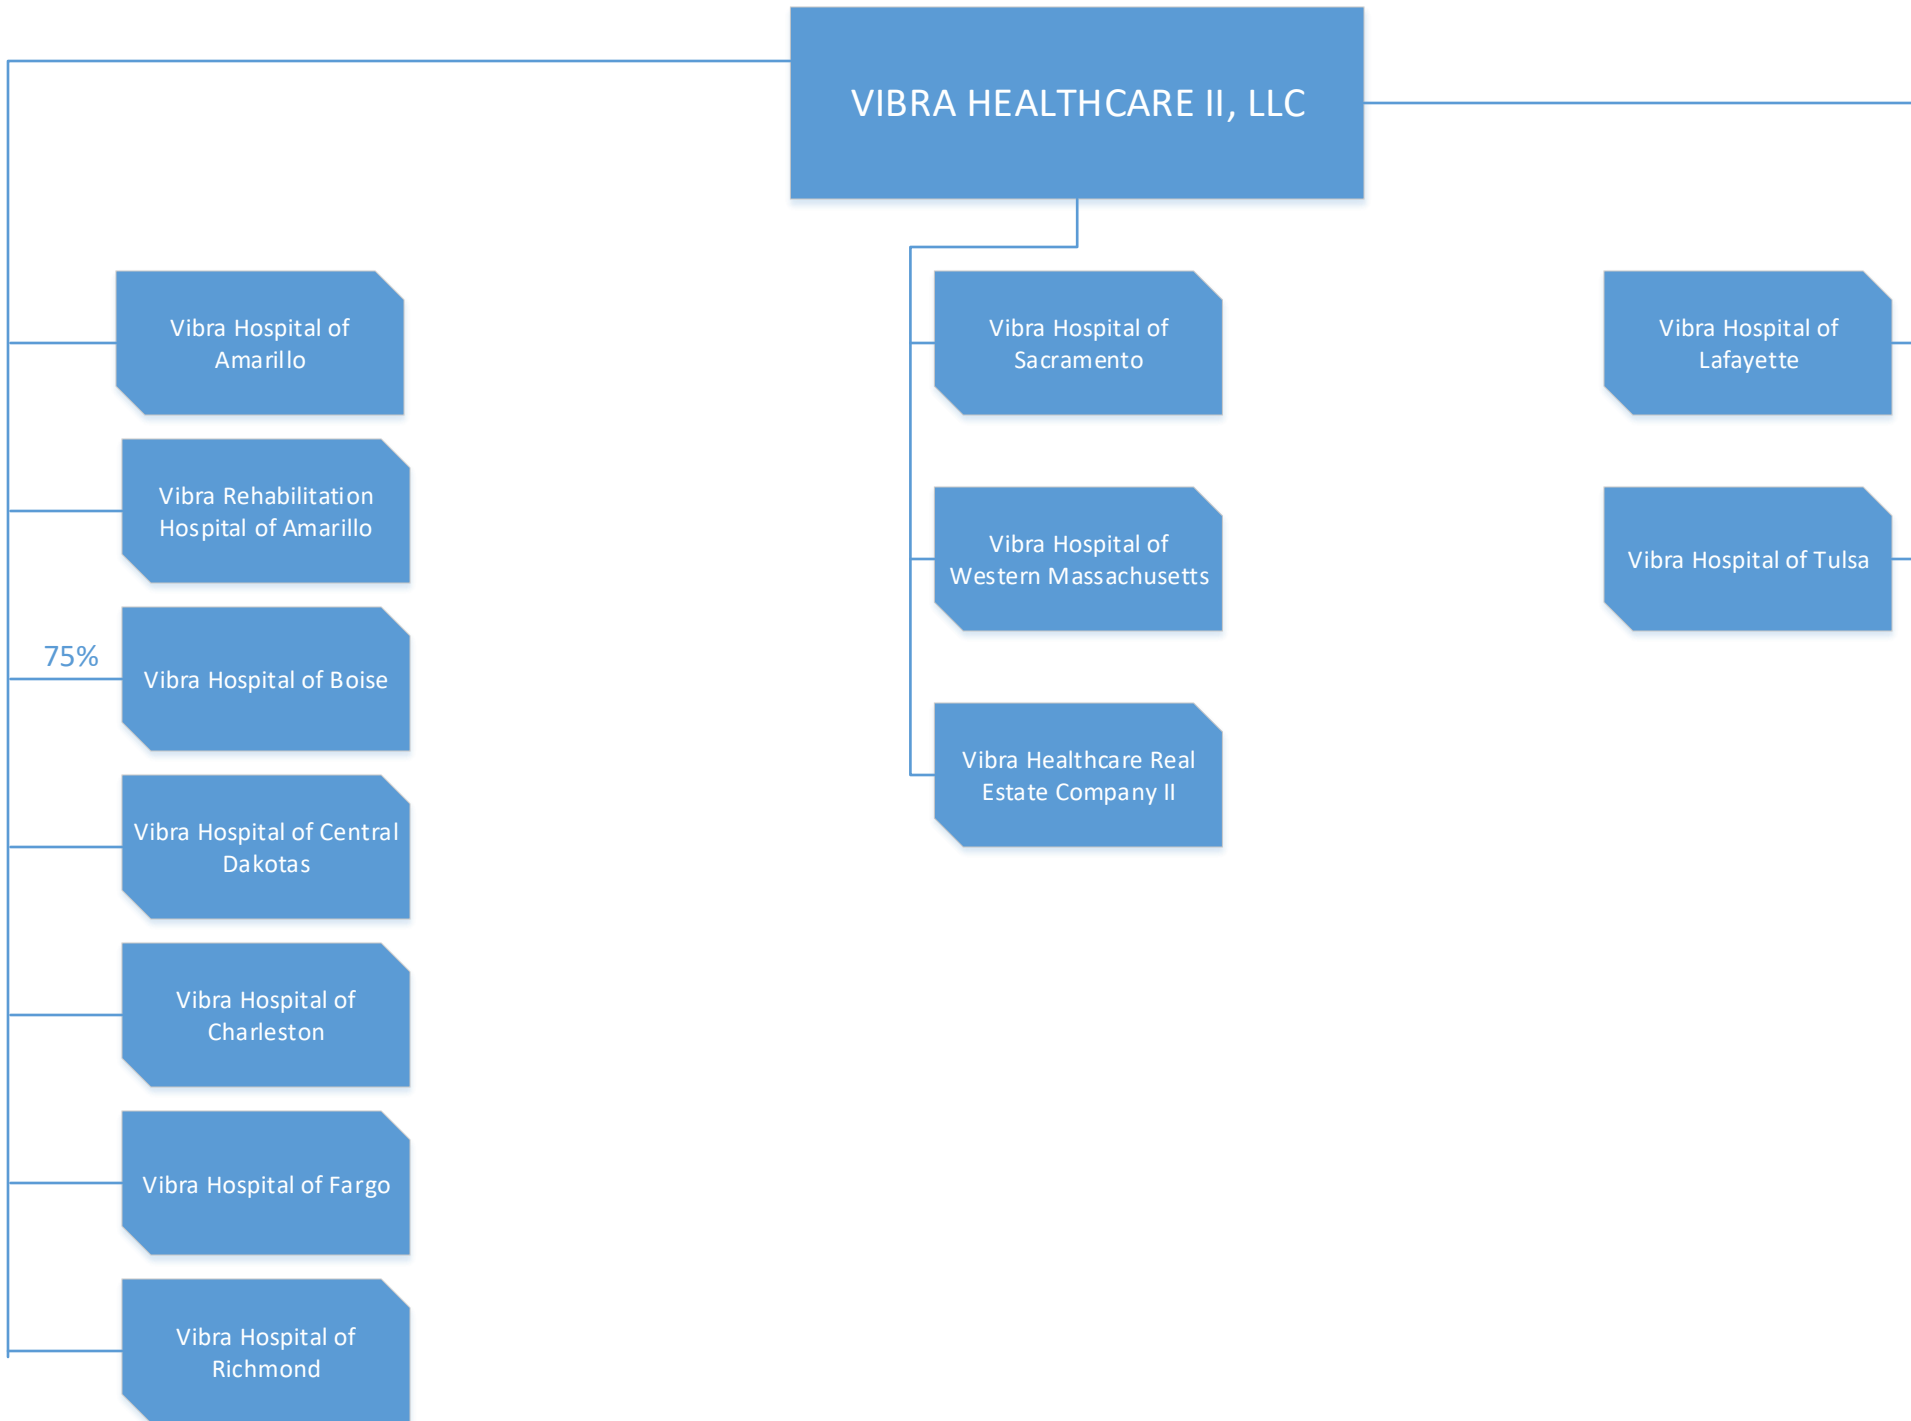 VIBRA HEALTHCARE II, LLC
Vibra Hospital of
Amarillo
Vibra Rehabilitation
Hospital of Amarillo
75%
Vibra Hospital of Boise
Vibra Hospital of Central
Dakotas
Vibra Hospital of
Charleston
Vibra Hospital of Fargo
Vibra Hospital of
Richmond
Vibra Hospital of
Sacramento
Vibra Hospital of
Western Massachusetts
Vibra Healthcare Real
Estate Company II
Vibra Hospital of
Lafayette
Vibra Hospital of Tulsa